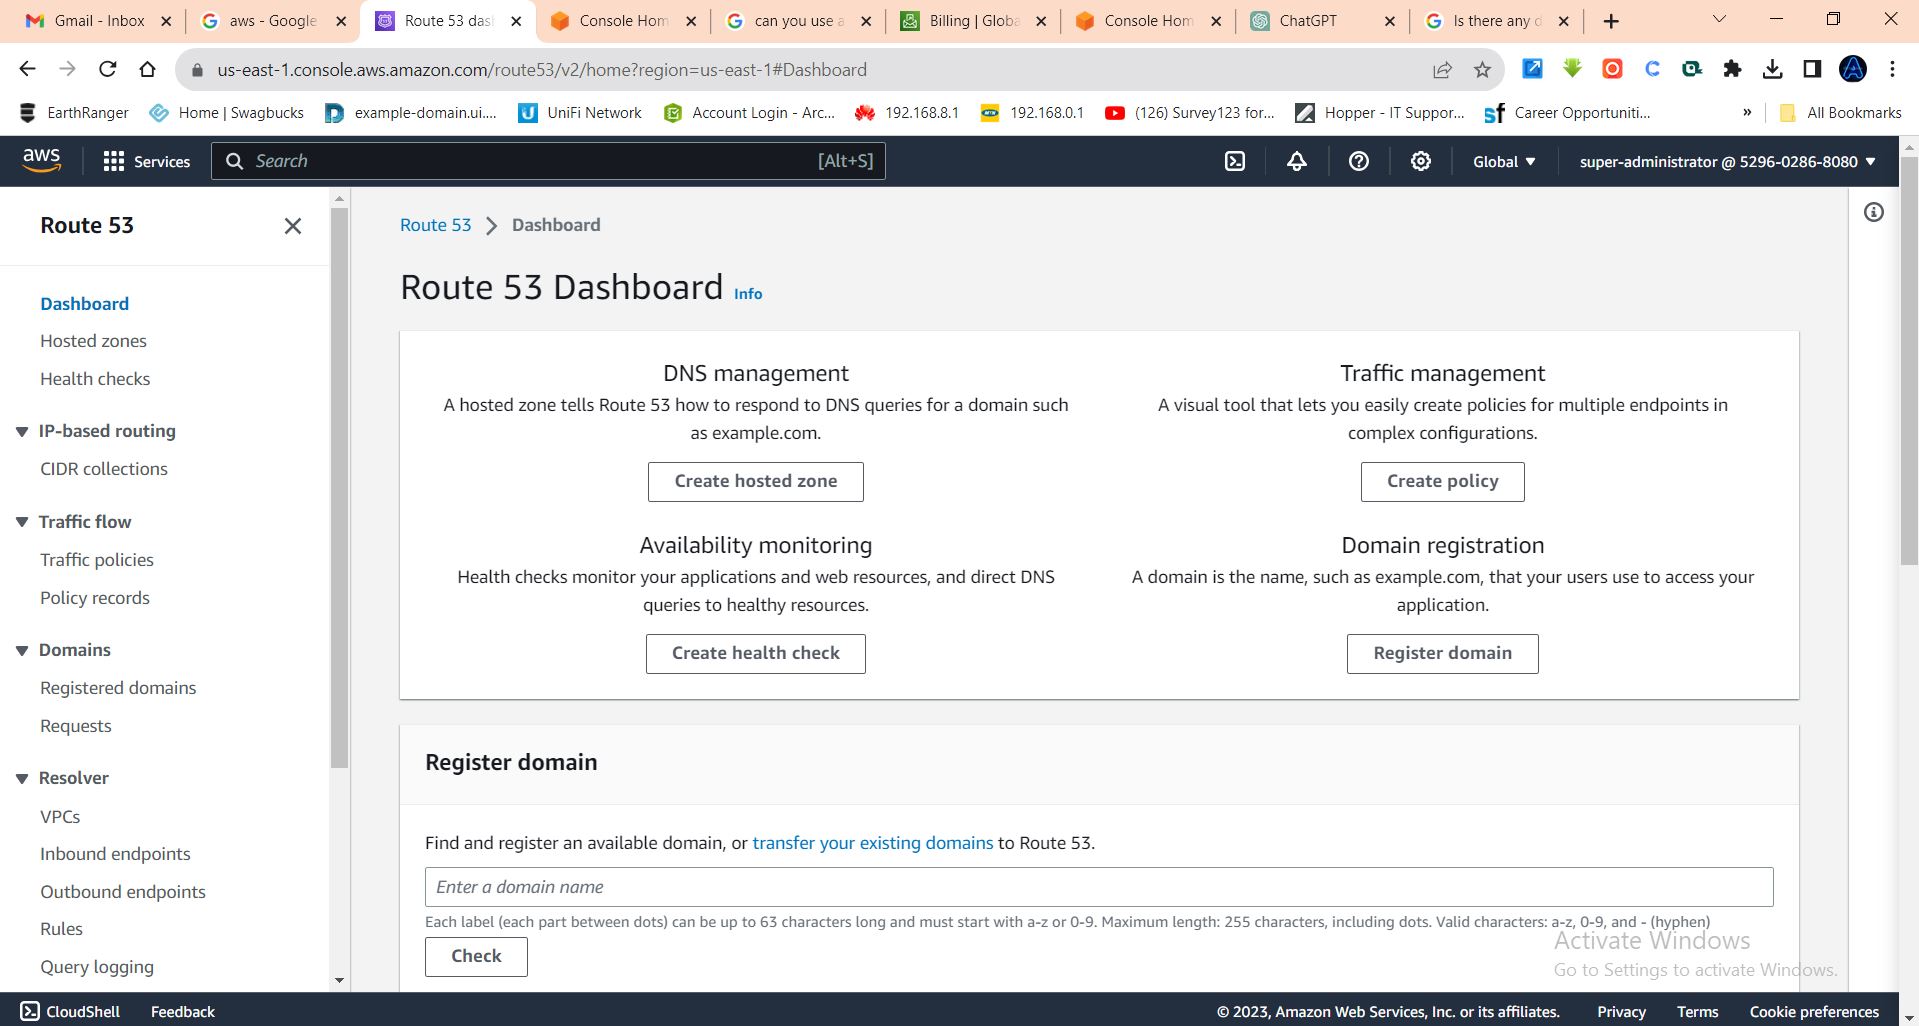 Gmail - Inbox
aws - Google
Route 53 das
Console Hom
can you use a
Billing | Globa
Console Hom
ChatGPT
Is there any d
us-east-1.console.aws.amazon.com/route53/v2/home?region=us-east-1#Dashboard
EarthRanger
Home | Swagbucks
example-domain.ui....
UniFi Network
Account Login - Arc...
192.168.8.1
192.168.0.1
(126) Survey123 for...
Hopper - IT Suppor...
Career Opportuniti...
»
All Bookmarks
aws
Services
Search
[Alt+S]
Global
super-administrator @ 5296-0286-8080
Route 53
Dashboard
Hosted zones
Health checks
IP-based routing
CIDR collections
Traffic flow
Traffic policies
Policy records
Domains
Registered domains
Requests
Resolver
VPCs
Inbound endpoints
Outbound endpoints
Rules
Query logging
Route 53 > Dashboard
Route 53 Dashboard Info
DNS management
A hosted zone tells Route 53 how to respond to DNS queries for a domain such
as example.com.
Create hosted zone
Traffic management
A visual tool that lets you easily create policies for multiple endpoints in
complex configurations.
Create policy
Availability monitoring
Health checks monitor your applications and web resources, and direct DNS
queries to healthy resources.
Create health check
Domain registration
A domain is the name, such as example.com, that your users use to access your
application.
Register domain
Register domain
Find and register an available domain, or transfer your existing domains to Route 53.
Enter a domain name
Each label (each part between dots) can be up to 63 characters long and must start with a-z or 0-9. Maximum length: 255 characters, including dots. Valid characters: a-z, 0-9, and - (hyphen)
Check
Activate Windows
Go to Settings to activate Windows.
CloudShell
Feedback
© 2023, Amazon Web Services, Inc. or its affiliates.
Privacy
Terms
Cookie preferences